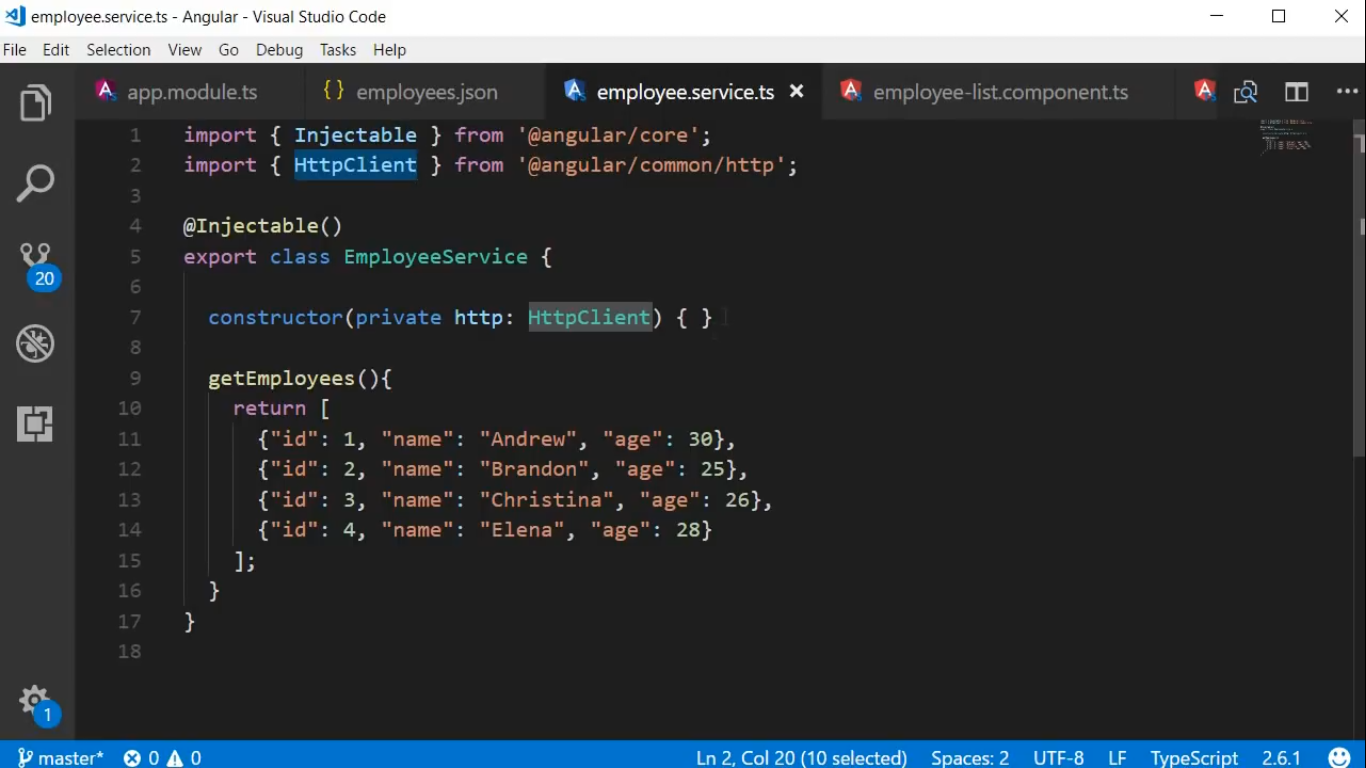 employee.service.ts - Angular - Visual Studio Code
File Edit Selection View Go Debug Tasks Help
app.module.ts { } employees.json employee.service.ts employee-list.component.ts
1 import { Injectable } from '@angular/core';
2 import { HttpClient } from '@angular/common/http';
3
4 @Injectable()
5 export class EmployeeService {
6
7 constructor(private http: HttpClient) { }
8
9 getEmployees(){
10 return [
11 {"id": 1, "name": "Andrew", "age": 30},
12 {"id": 2, "name": "Brandon", "age": 25},
13 {"id": 3, "name": "Christina", "age": 26},
14 {"id": 4, "name": "Elena", "age": 28}
15 ];
16 }
17 }
18
20
1
master* 0 0 Ln 2, Col 20 (10 selected) Spaces: 2 UTF-8 LF TypeScript 2.6.1